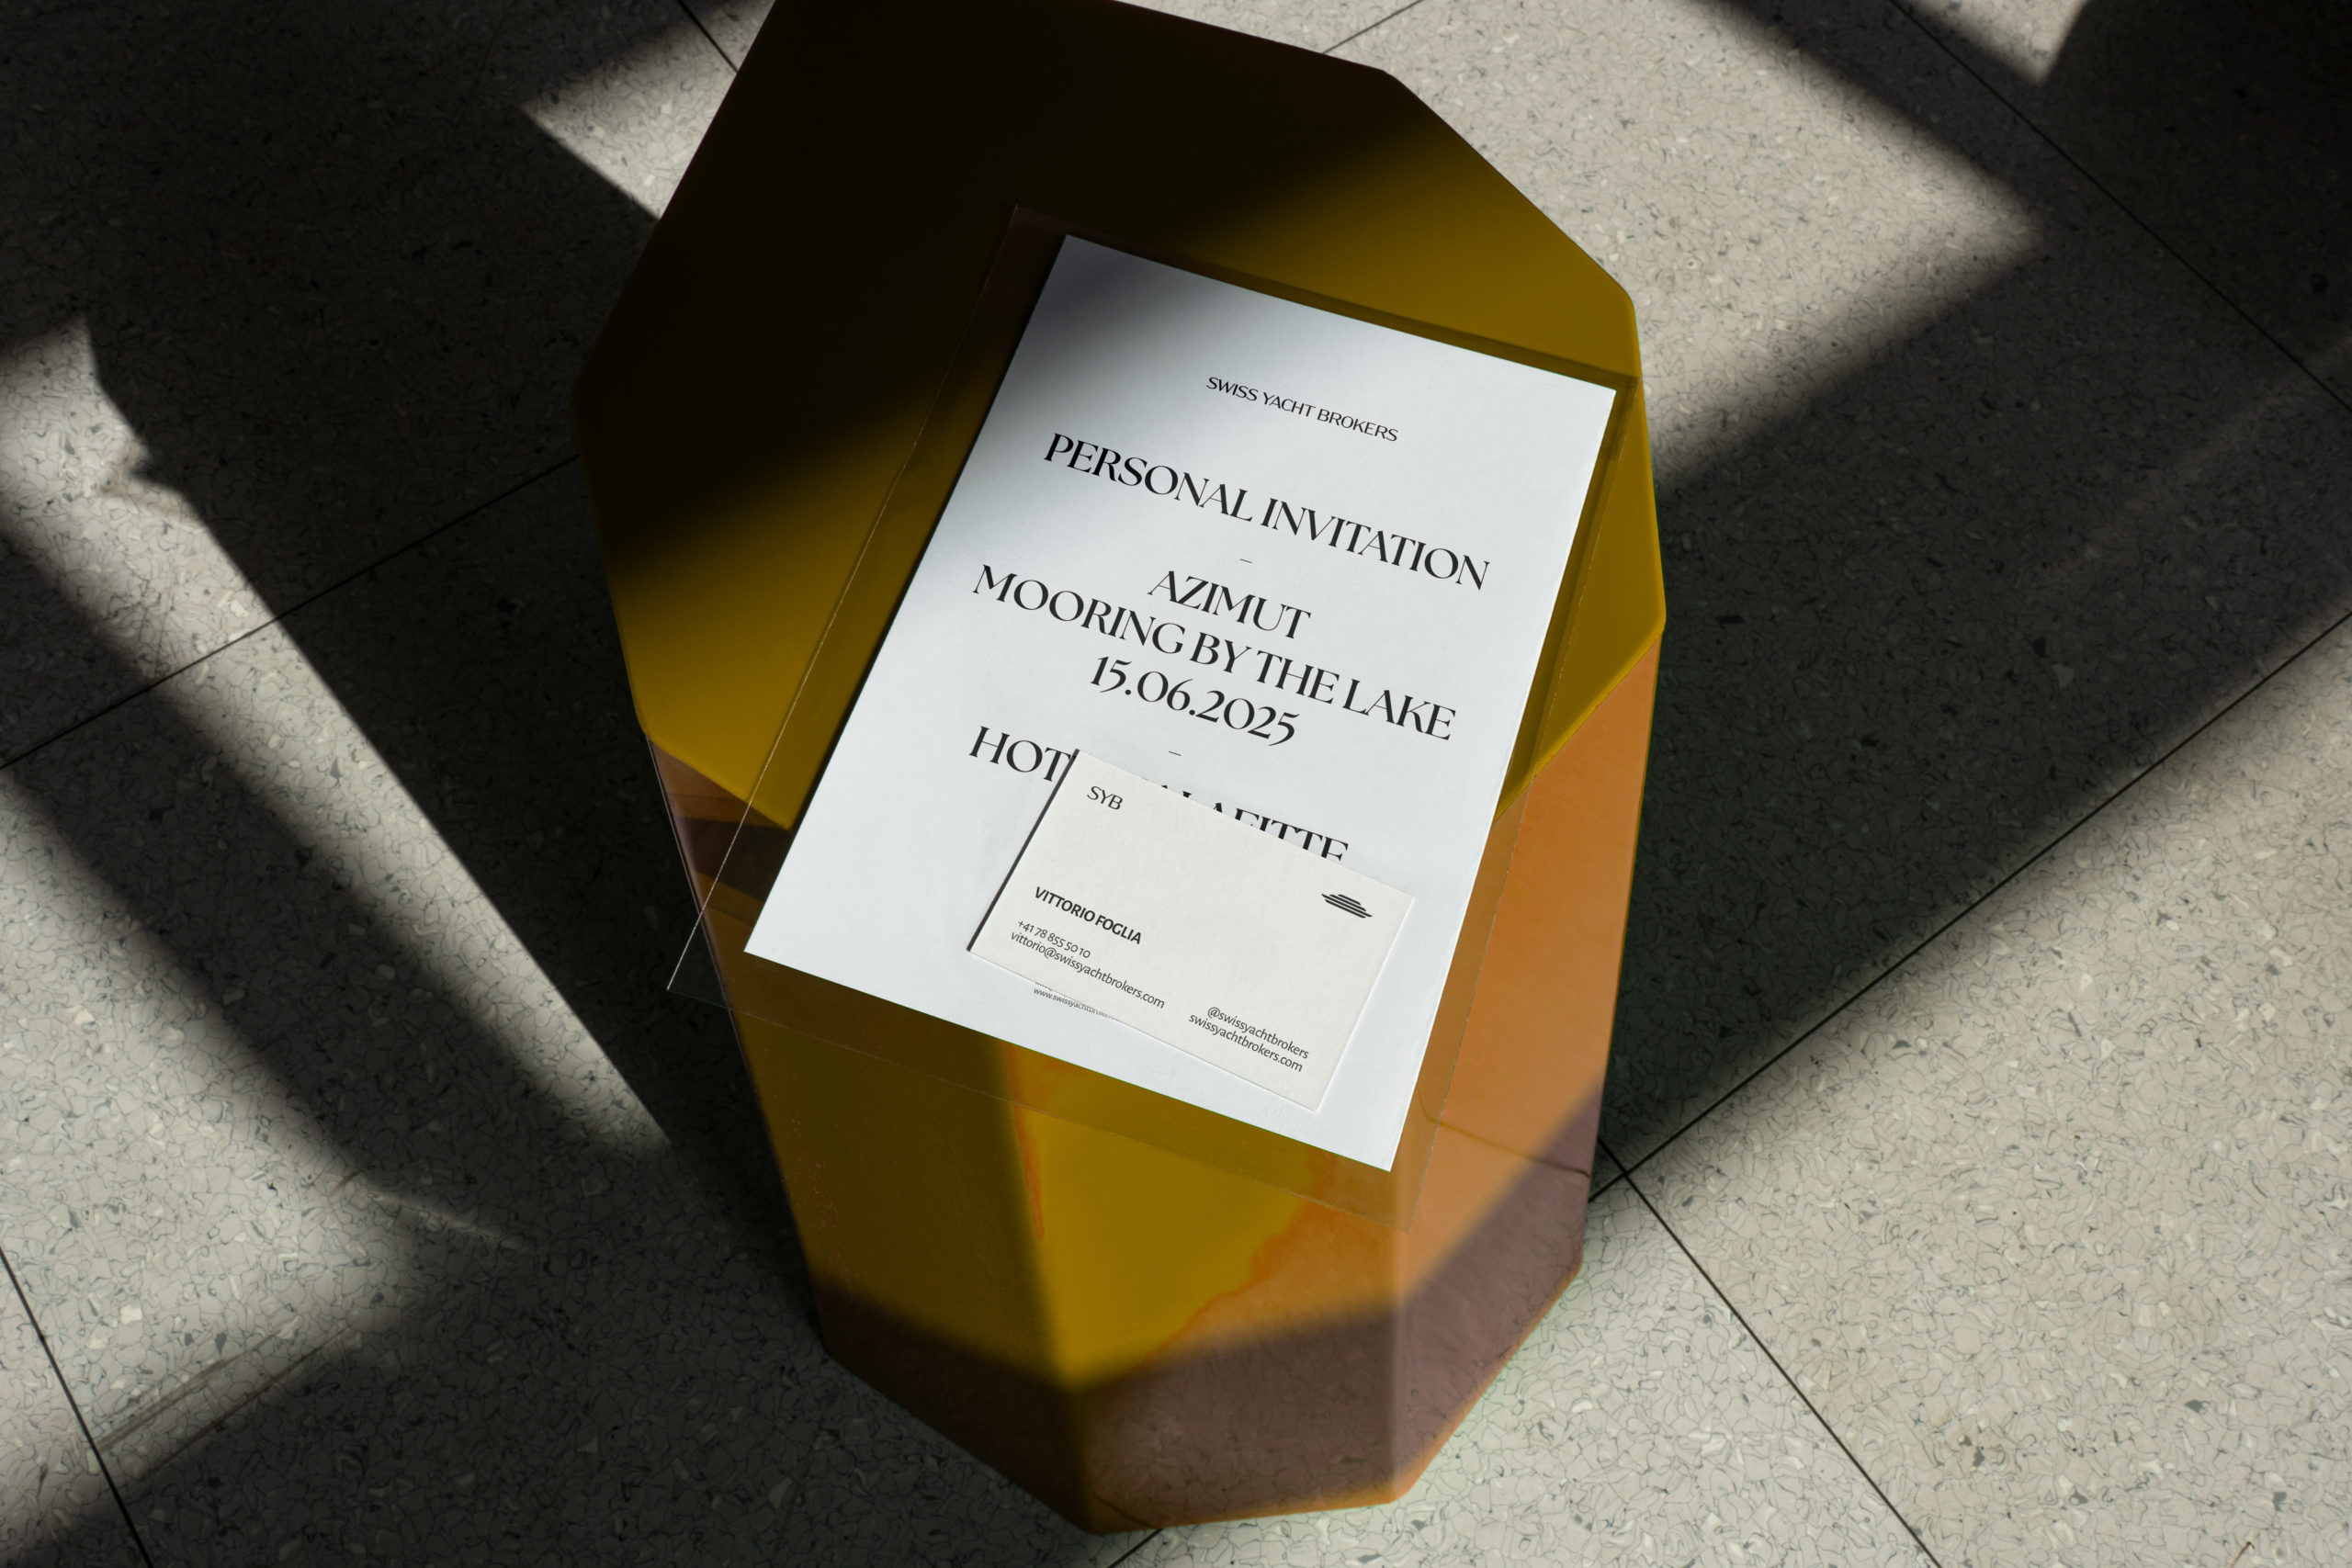 SWISS YACHT BROKERS
PERSONAL INVITATION
–
AZIMUT
MOORING BY THE LAKE
15.06.2025
–
SYB
VITTORIO FOGLIA
+41 78 855 50 10
vittorio@swissyachtbrokers.com
@swissyachtbrokers
swissyachtbrokers.com